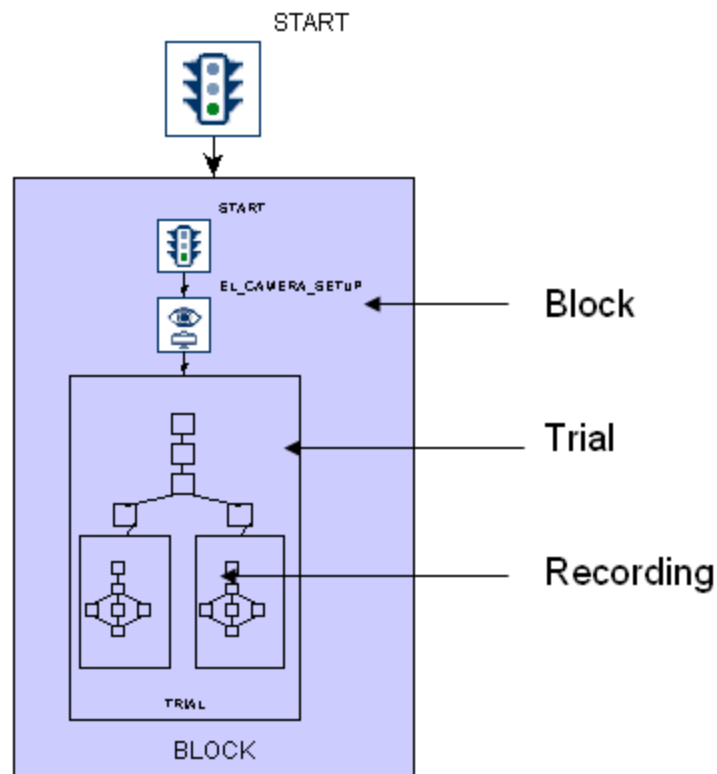 START
START
EL_CAMERA_SETUP
Block
Trial
Recording
TRIAL
BLOCK